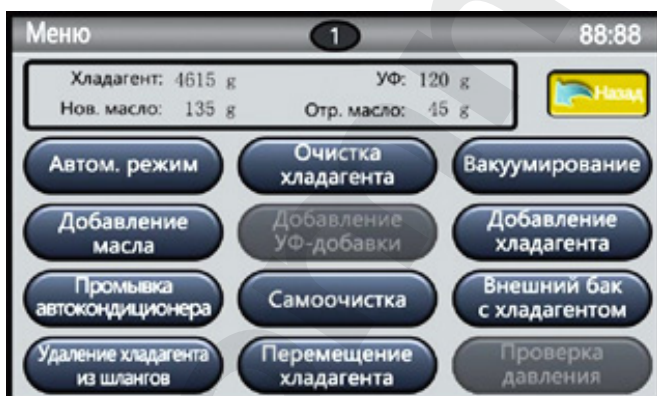 Меню 1 88:88
Хладагент: 4615 g УФ: 120 g
Нов. масло: 135 g Отр. масло: 45 g
Назад
Автом. режим
Очистка
хладагента
Вакуумирование
Добавление
масла
Добавление
УФ-добавки
Добавление
хладагента
Промывка
автокондиционера
Самоочистка
Внешний бак
с хладагентом
Удаление хладагента
из шлангов
Перемещение
хладагента
Проверка
давления